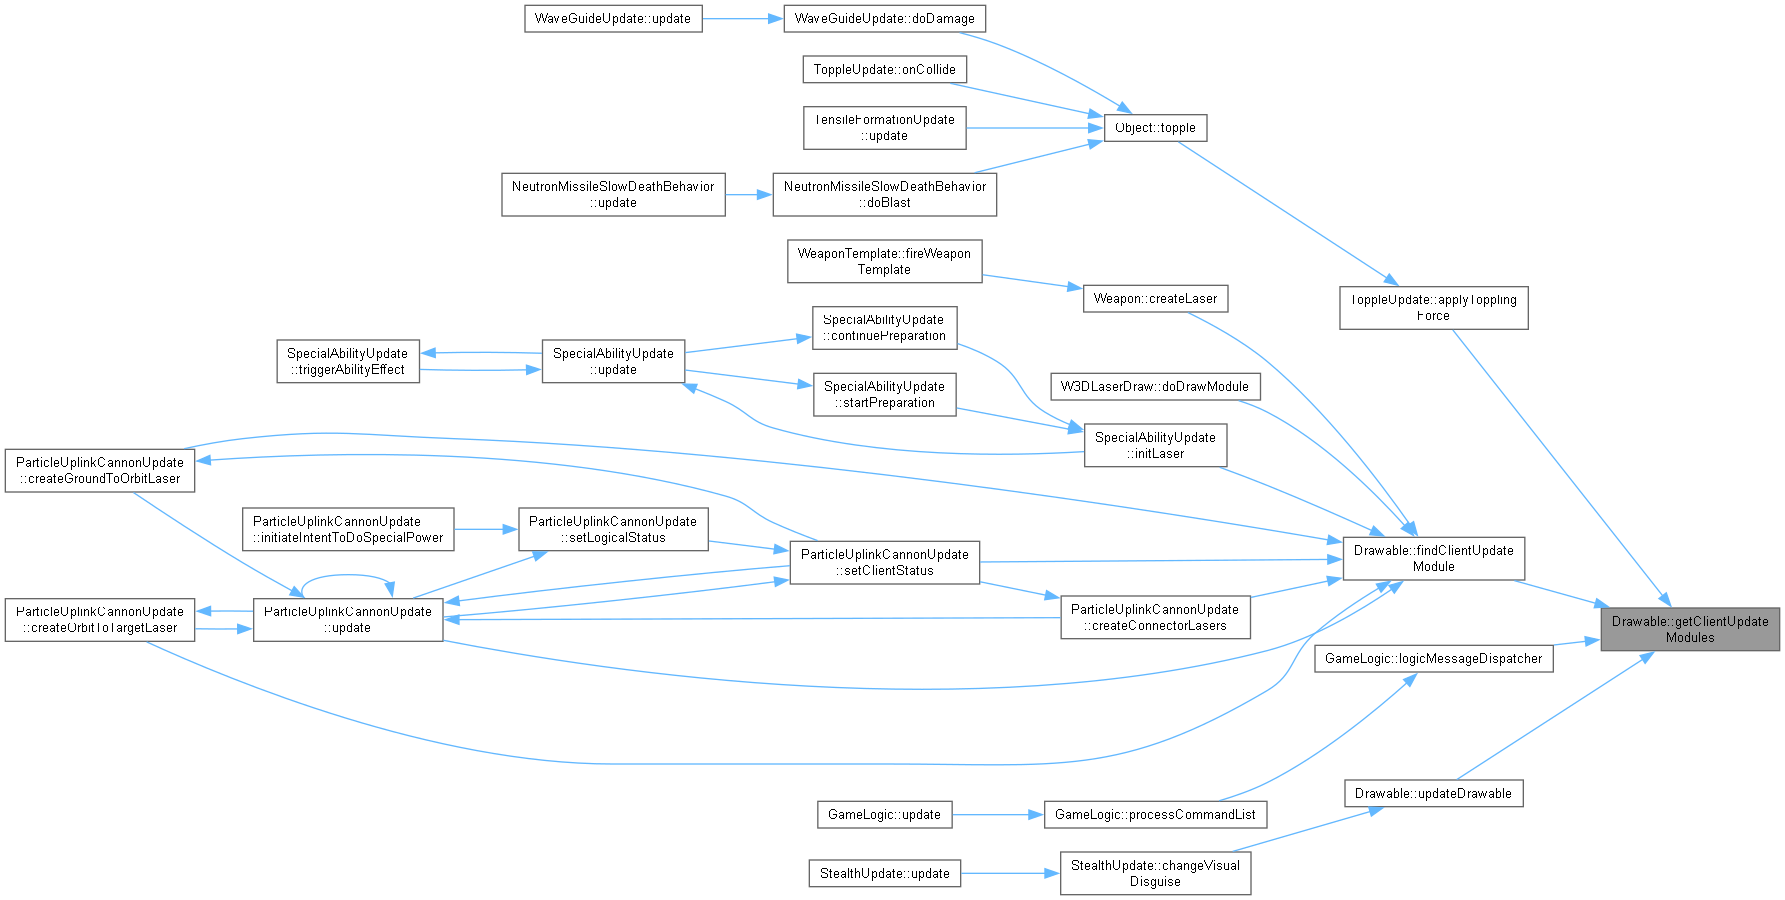 WaveGuideUpdate::update
WaveGuideUpdate::doDamage
ToppleUpdate::onCollide
TensileFormationUpdate
::update
Object::topple
NeutronMissileSlowDeathBehavior
::update
NeutronMissileSlowDeathBehavior
::doBlast
WeaponTemplate::fireWeapon
Template
Weapon::createLaser
ToppleUpdate::applyToppling
Force
SpecialAbilityUpdate
::continuePreparation
SpecialAbilityUpdate
::triggerAbilityEffect
SpecialAbilityUpdate
::update
SpecialAbilityUpdate
::startPreparation
W3DLaserDraw::doDrawModule
SpecialAbilityUpdate
::initLaser
ParticleUplinkCannonUpdate
::createGroundToOrbitLaser
ParticleUplinkCannonUpdate
::initiateIntentToDoSpecialPower
ParticleUplinkCannonUpdate
::setLogicalStatus
ParticleUplinkCannonUpdate
::setClientStatus
Drawable::findClientUpdate
Module
ParticleUplinkCannonUpdate
::createOrbitToTargetLaser
ParticleUplinkCannonUpdate
::update
ParticleUplinkCannonUpdate
::createConnectorLasers
Drawable::getClientUpdate
Modules
GameLogic::logicMessageDispatcher
Drawable::updateDrawable
GameLogic::update
GameLogic::processCommandList
StealthUpdate::update
StealthUpdate::changeVisual
Disguise